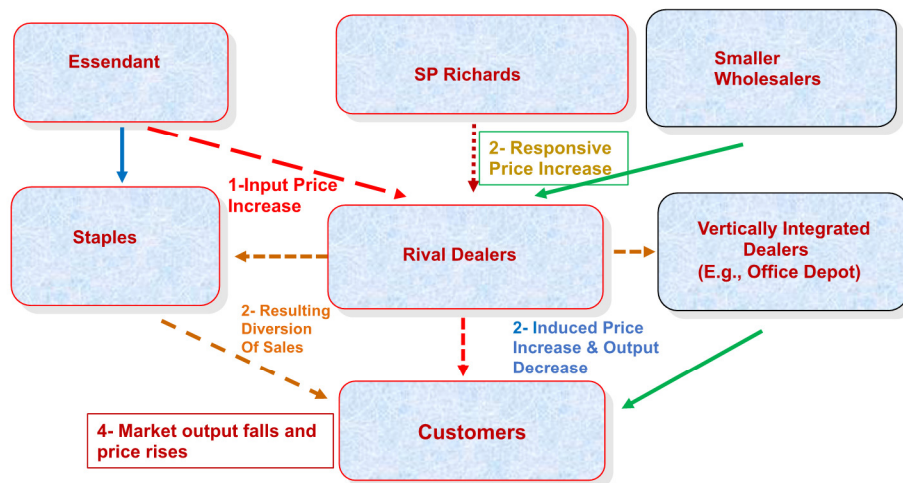 Essendant
SP Richards
Smaller
Wholesalers
2- Responsive
Price Increase
1-Input Price
Increase
Staples
Rival Dealers
Vertically Integrated
Dealers
(E.g., Office Depot)
2- Resulting
Diversion
Of Sales
2- Induced Price
Increase & Output
Decrease
4- Market output falls and
price rises
Customers